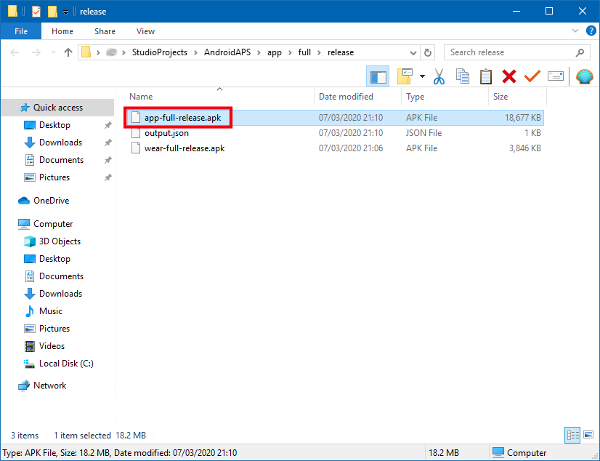 release
File Home Share View
StudioProjects AndroidAPS app full release Search release
Name Date modified Type Size
Quick access
Desktop
Downloads
Documents
Pictures
OneDrive
Computer
3D Objects
Desktop
Documents
Downloads
Music
Pictures
Videos
Local Disk (C:)
Network
app-full-release.apk 07/03/2020 21:10 APK File 18,677 KB
output.json 07/03/2020 21:10 JSON File 1 KB
wear-full-release.apk 07/03/2020 21:06 APK File 3,846 KB
3 items 1 item selected 18.2 MB
Type: APK File, Size: 18.2 MB, Date modified: 07/03/2020 21:10 18.2 MB Computer